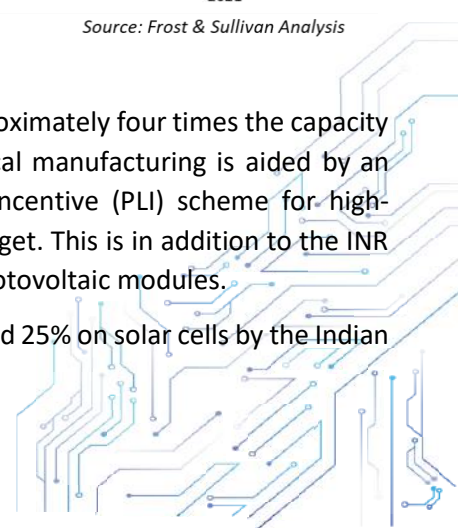 Source: Frost & Sullivan Analysis
oximately four times the capacity
cal manufacturing is aided by an
ncentive (PLI) scheme for high-
get. This is in addition to the INR
otovoltaic modules.
d 25% on solar cells by the Indian